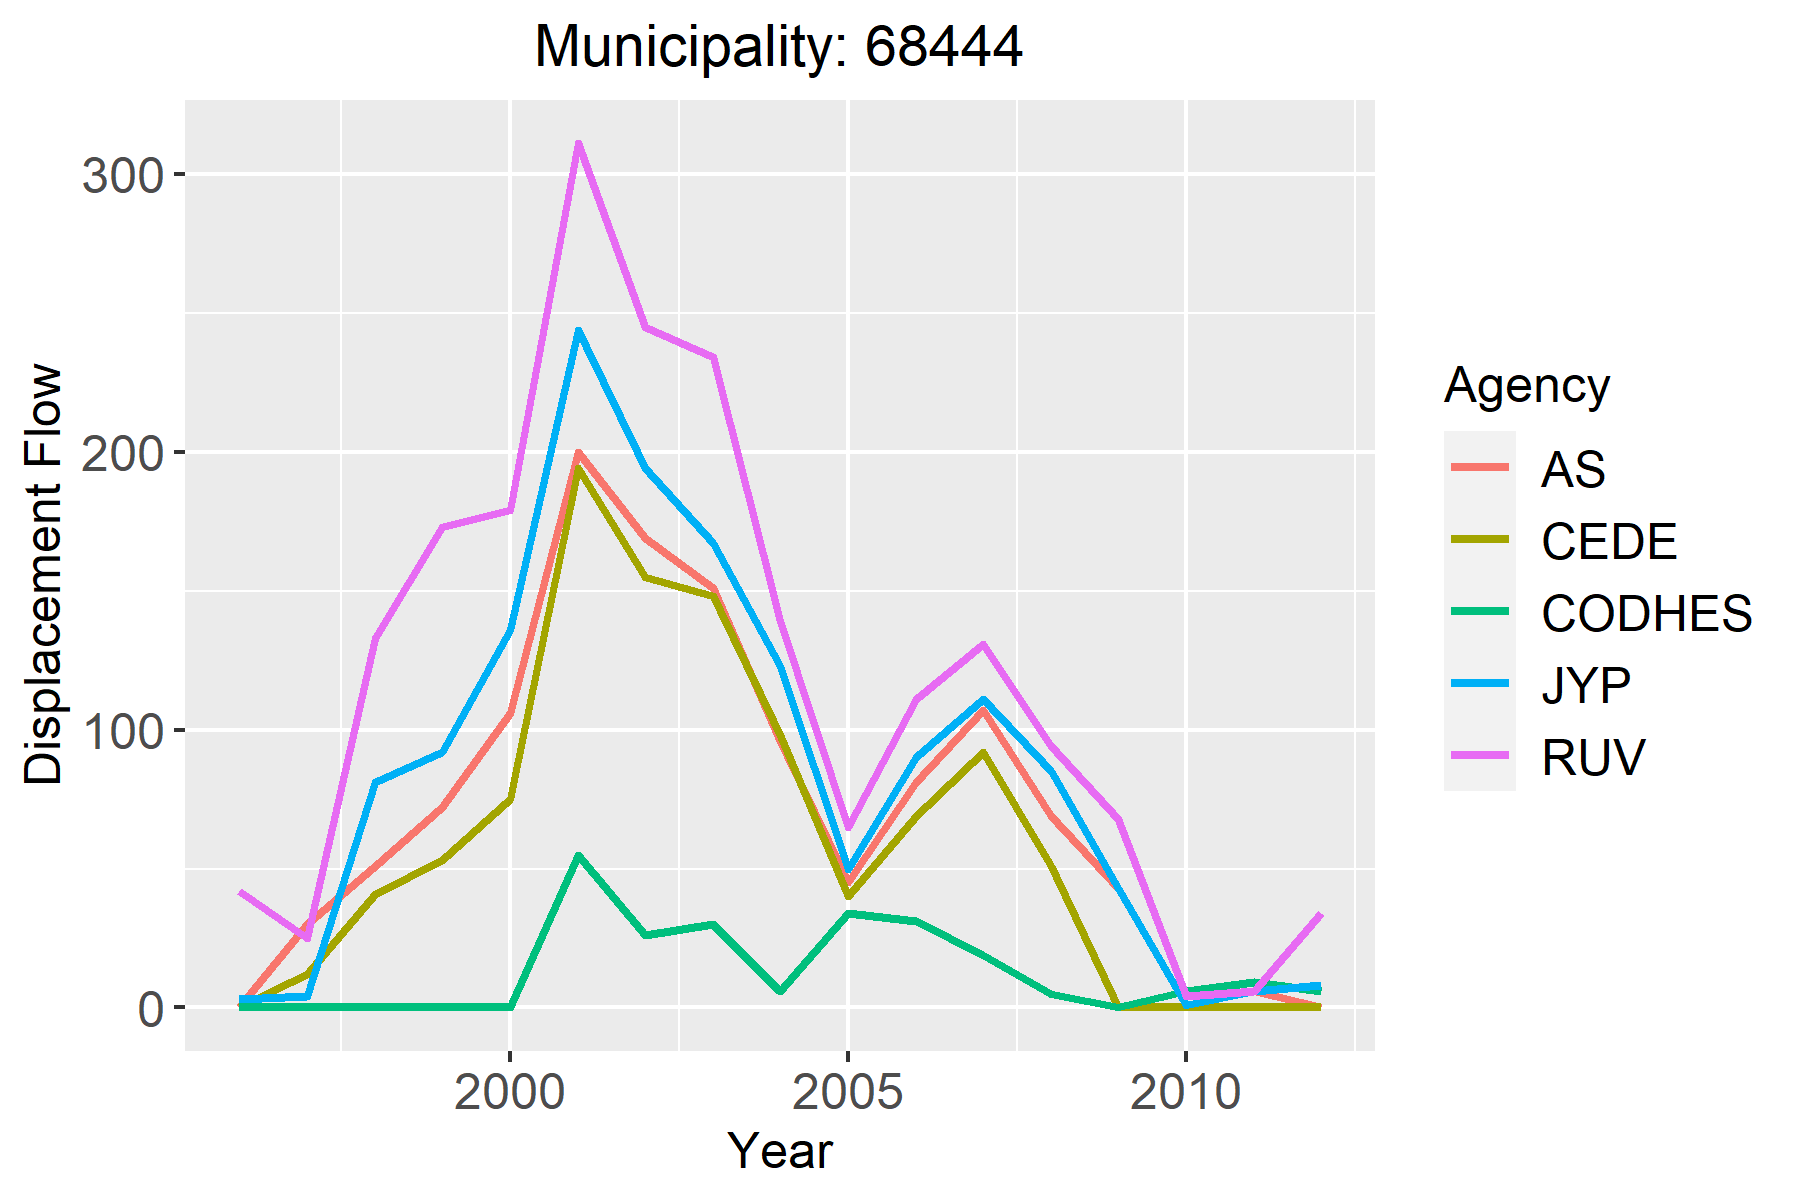 Municipality: 68444
Displacement Flow
300
200
100
0
2000 2005 2010
Year
Agency
AS
CEDE
CODHES
JYP
RUV